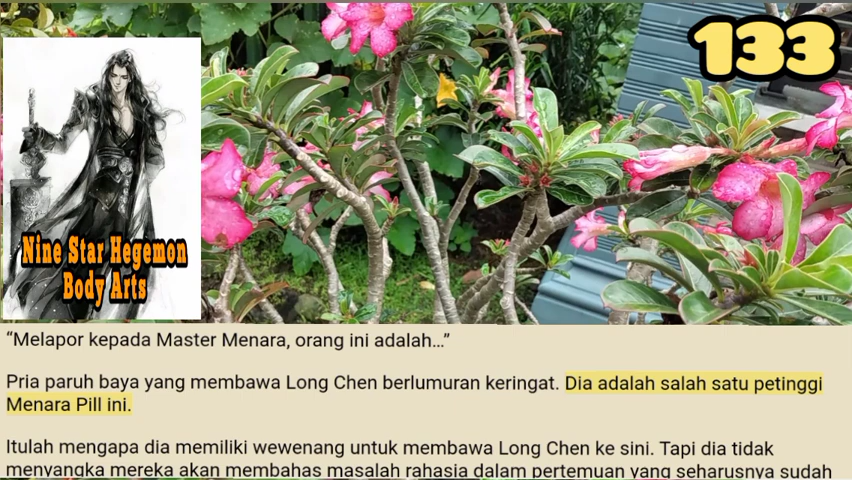 133
Nine Star Hegemon
Body Arts
“Melapor kepada Master Menara, orang ini adalah…”
Pria paruh baya yang membawa Long Chen berlumuran keringat. Dia adalah salah satu petinggi
Menara Pill ini.
Itulah mengapa dia memiliki wewenang untuk membawa Long Chen ke sini. Tapi dia tidak
menyangka mereka akan membahas masalah rahasia dalam pertemuan yang seharusnya sudah